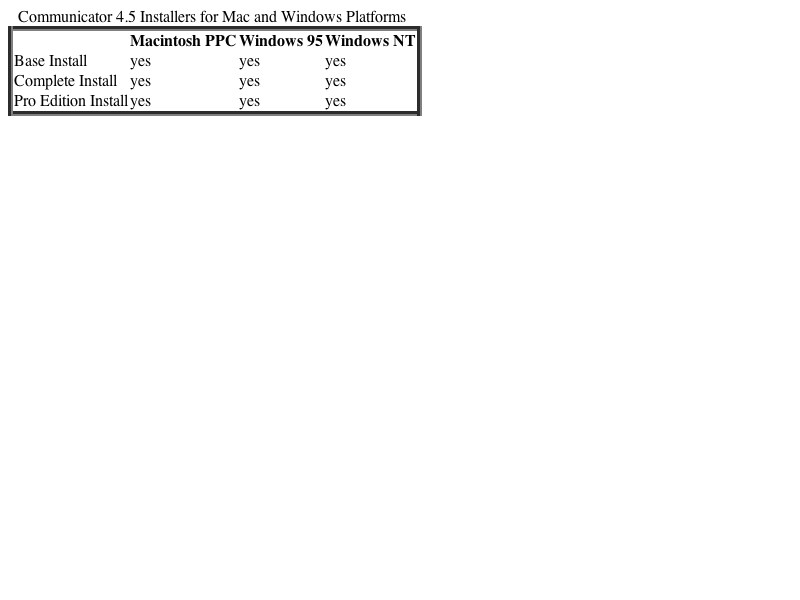 Communicator 4.5 Installers for Mac and Windows Platforms
Macintosh PPC Windows 95 Windows NT
Base Install yes yes yes
Complete Install yes yes yes
Pro Edition Install yes yes yes